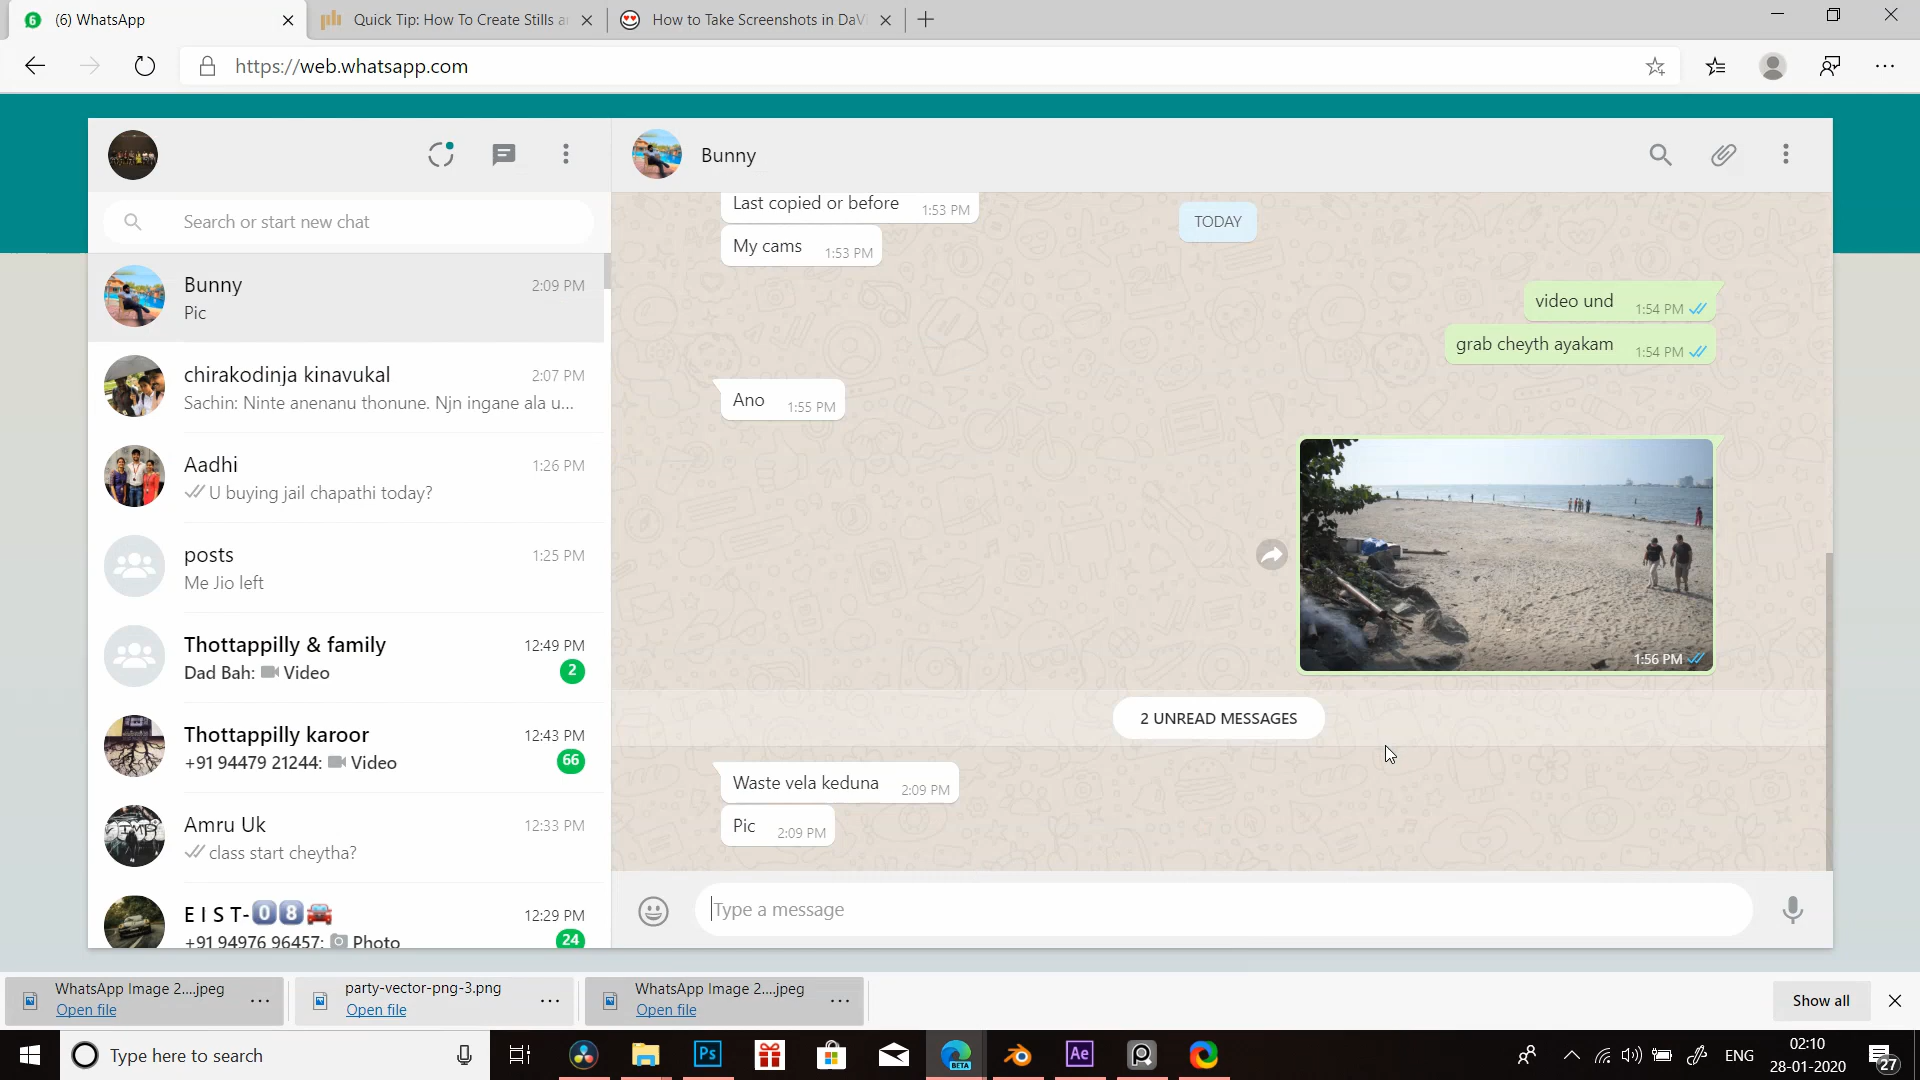 6
(6) WhatsApp
Quick Tip: How To Create Stills a
How to Take Screenshots in DaVi
https://web.whatsapp.com
Search or start new chat
Bunny
2:09 PM
Pic
chirakodinja kinavukal
2:07 PM
Sachin: Ninte anenanu thonune. Njn ingane ala u...
Aadhi
1:26 PM
U buying jail chapathi today?
posts
1:25 PM
Me Jio left
Thottappilly & family
12:49 PM
Dad Bah: Video
2
Thottappilly karoor
12:43 PM
+91 94479 21244: Video
66
Amru Uk
12:33 PM
class start cheytha?
E I S T-0️⃣8️⃣🚘
12:29 PM
+91 94976 96457: Photo
24
Bunny
Last copied or before 1:53 PM
TODAY
My cams 1:53 PM
video und 1:54 PM
grab cheyth ayakam 1:54 PM
Ano 1:55 PM
1:56 PM
2 UNREAD MESSAGES
Waste vela keduna 2:09 PM
Pic 2:09 PM
Type a message
WhatsApp Image 2....jpeg
Open file
party-vector-png-3.png
Open file
WhatsApp Image 2....jpeg
Open file
Show all
Type here to search
Ps
BETA
Ae
ENG
02:10
28-01-2020
27